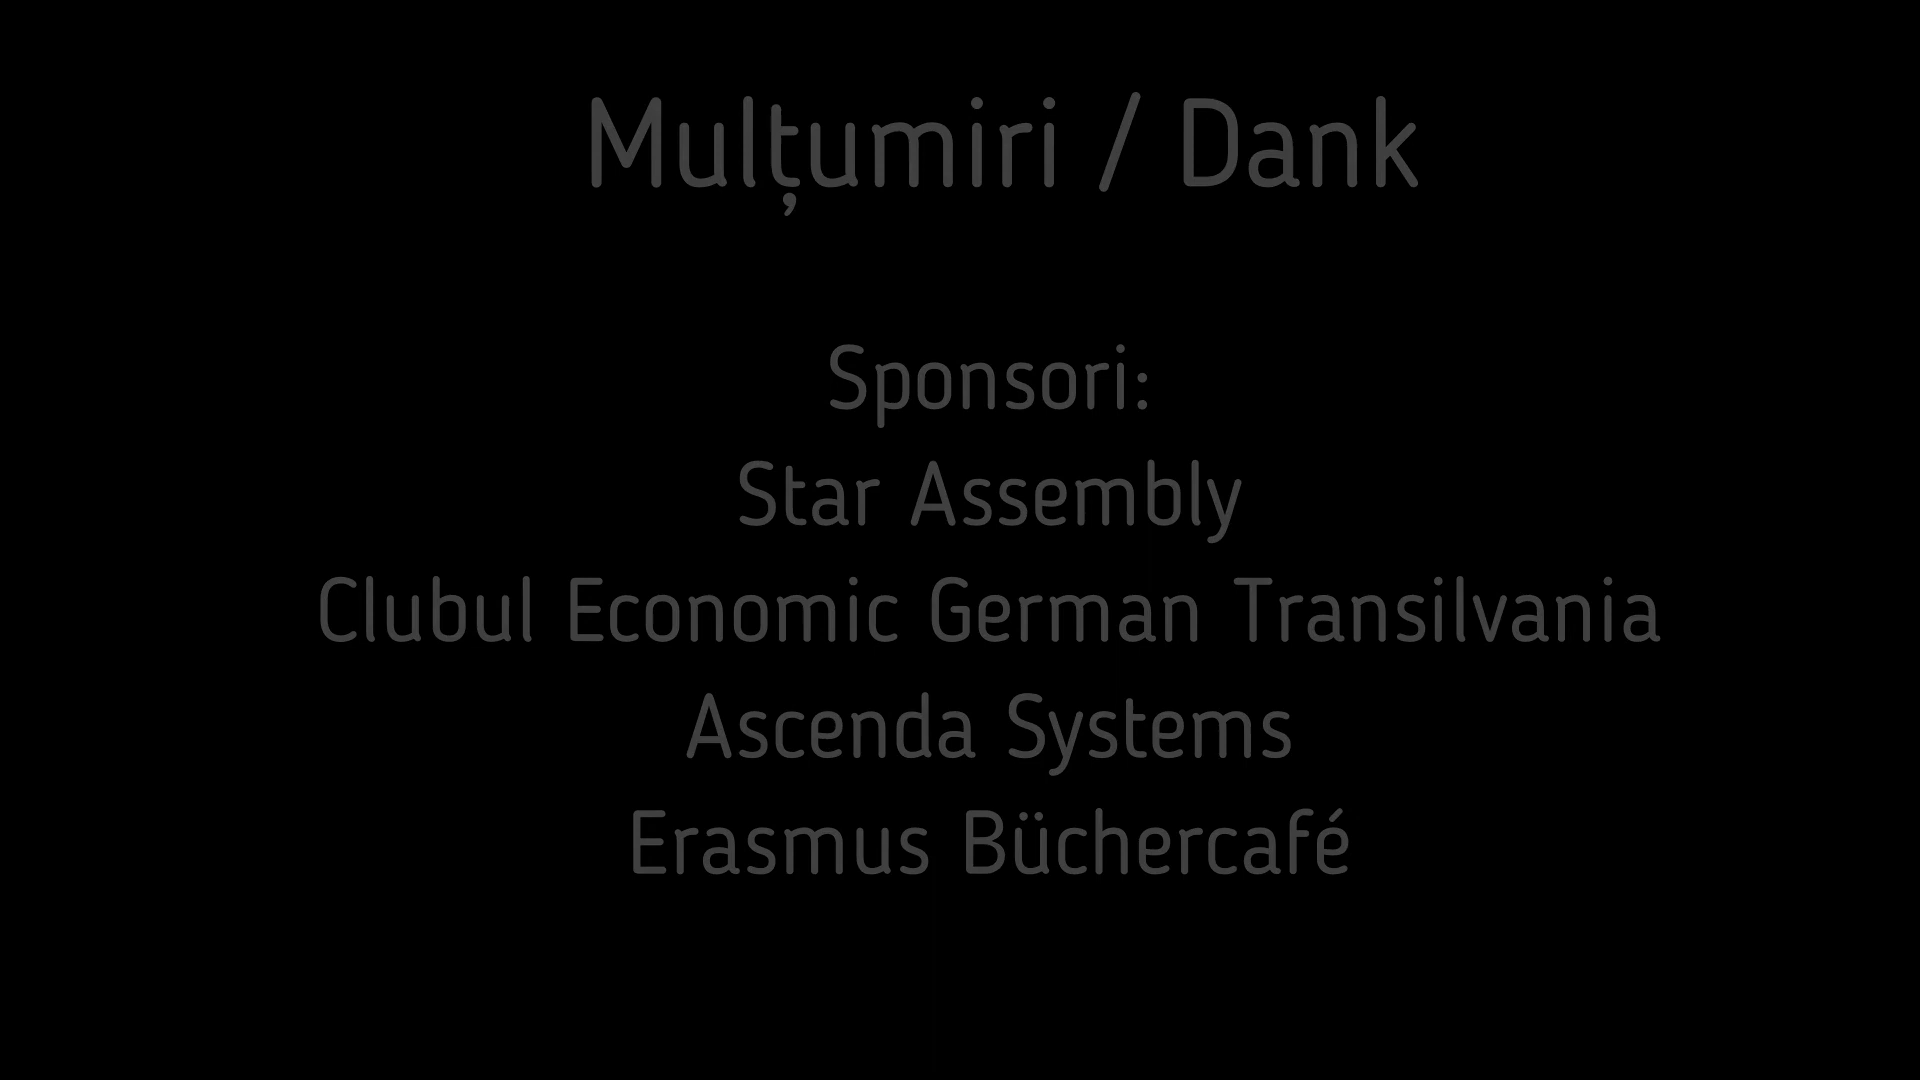 Mulțumiri / Dank
Sponsori:
Star Assembly
Clubul Economic German Transilvania
Ascenda Systems
Erasmus Büchercafé